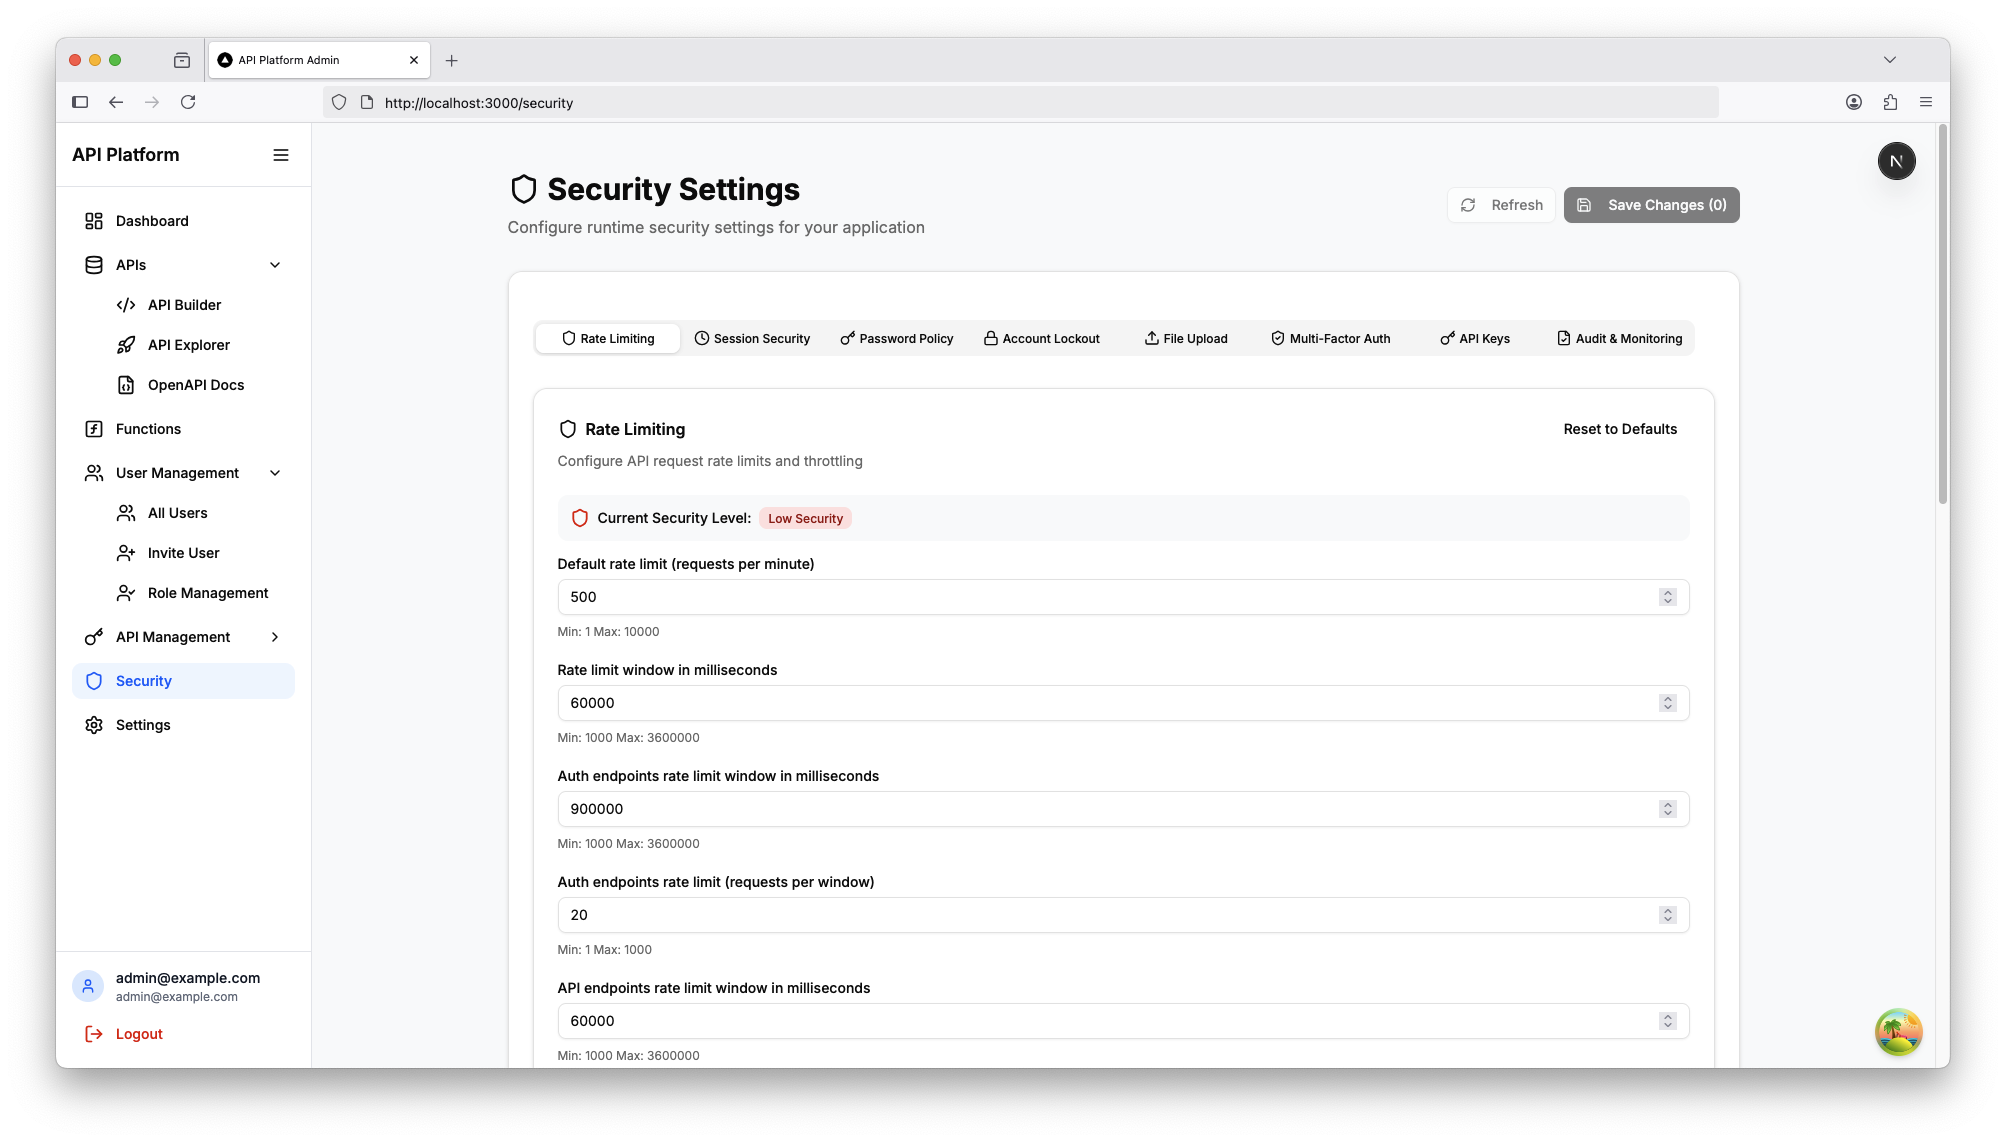 API Platform Admin
http://localhost:3000/security
API Platform
Dashboard
APIs
API Builder
API Explorer
OpenAPI Docs
Functions
User Management
All Users
Invite User
Role Management
API Management
Security
Settings
admin@example.com
admin@example.com
Logout
Security Settings
Configure runtime security settings for your application
Refresh
Save Changes (0)
N
Rate Limiting
Session Security
Password Policy
Account Lockout
File Upload
Multi-Factor Auth
API Keys
Audit & Monitoring
Rate Limiting
Reset to Defaults
Configure API request rate limits and throttling
Current Security Level: Low Security
Default rate limit (requests per minute)
500
Min: 1 Max: 10000
Rate limit window in milliseconds
60000
Min: 1000 Max: 3600000
Auth endpoints rate limit window in milliseconds
900000
Min: 1000 Max: 3600000
Auth endpoints rate limit (requests per window)
20
Min: 1 Max: 1000
API endpoints rate limit window in milliseconds
60000
Min: 1000 Max: 3600000